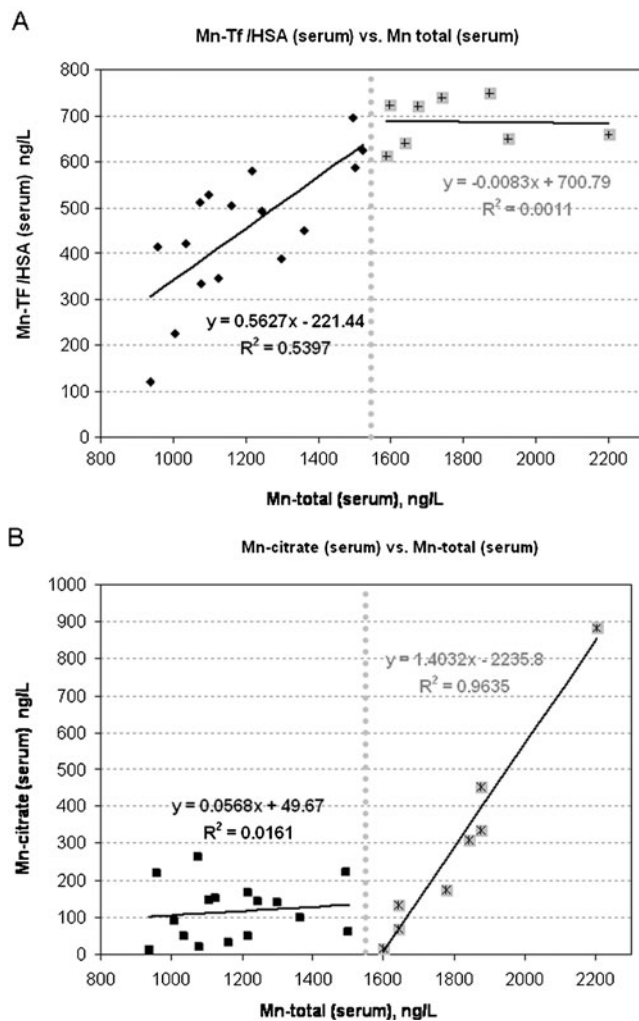 A
Mn-Tf /HSA (serum) vs. Mn total (serum)
Mn-TF /HSA (serum) ng/L
800
700
600
500
400
300
200
100
0
y = -0.0083x + 700.79
R² = 0.0011
y = 0.5627x - 221.44
R² = 0.5397
800 1000 1200 1400 1600 1800 2000 2200
Mn-total (serum), ng/L
B
Mn-citrate (serum) vs. Mn-total (serum)
Mn-citrate (serum) ng/L
1000
900
800
700
600
500
400
300
200
100
0
y = 1.4032x - 2235.8
R² = 0.9635
y = 0.0568x + 49.67
R² = 0.0161
800 1000 1200 1400 1600 1800 2000 2200
Mn-total (serum), ng/L